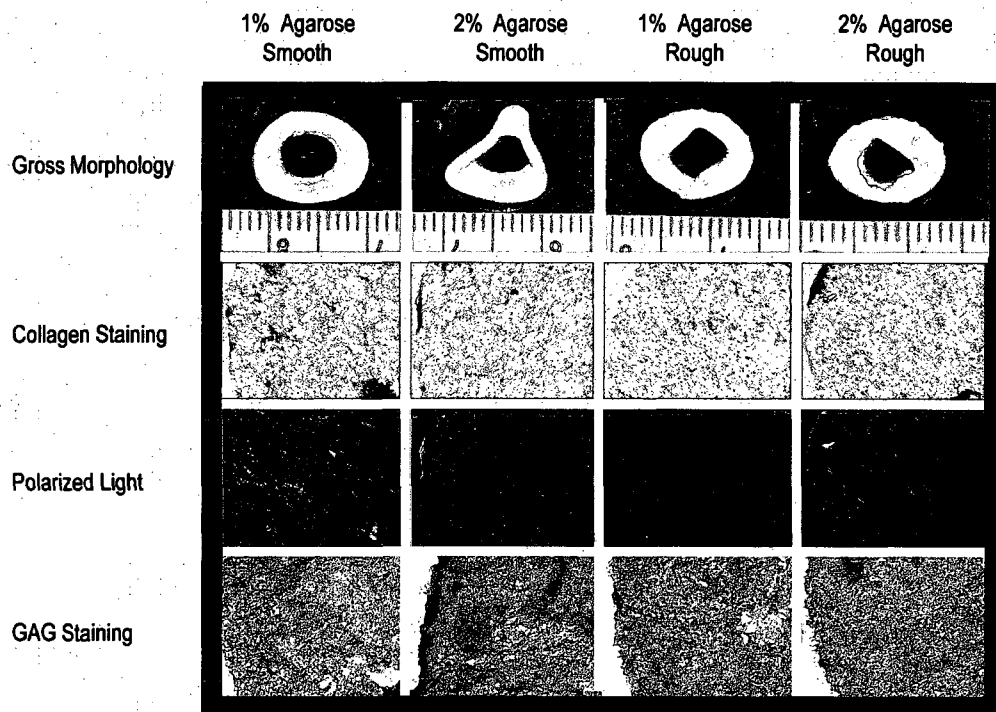 1% Agarose
Smooth
2% Agarose
Smooth
1% Agarose
Rough
2% Agarose
Rough
Gross Morphology
Collagen Staining
Polarized Light
GAG Staining